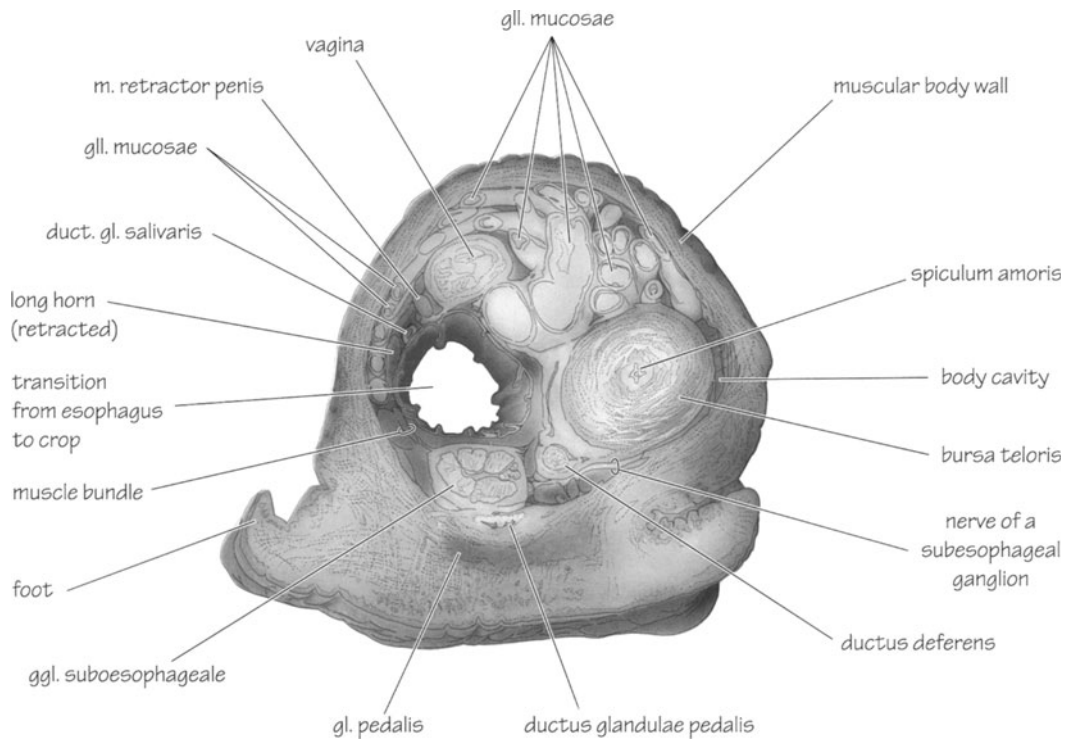 gll. mucosae
vagina
m. retractor penis
muscular body wall
gll. mucosae
duct. gl. salivaris
spiculum amoris
long horn
(retracted)
transition
from esophagus
to crop
body cavity
bursa teloris
muscle bundle
nerve of a
subesophageal
ganglion
foot
ductus deferens
ggl. suboesophageale
gl. pedalis
ductus glandulae pedalis